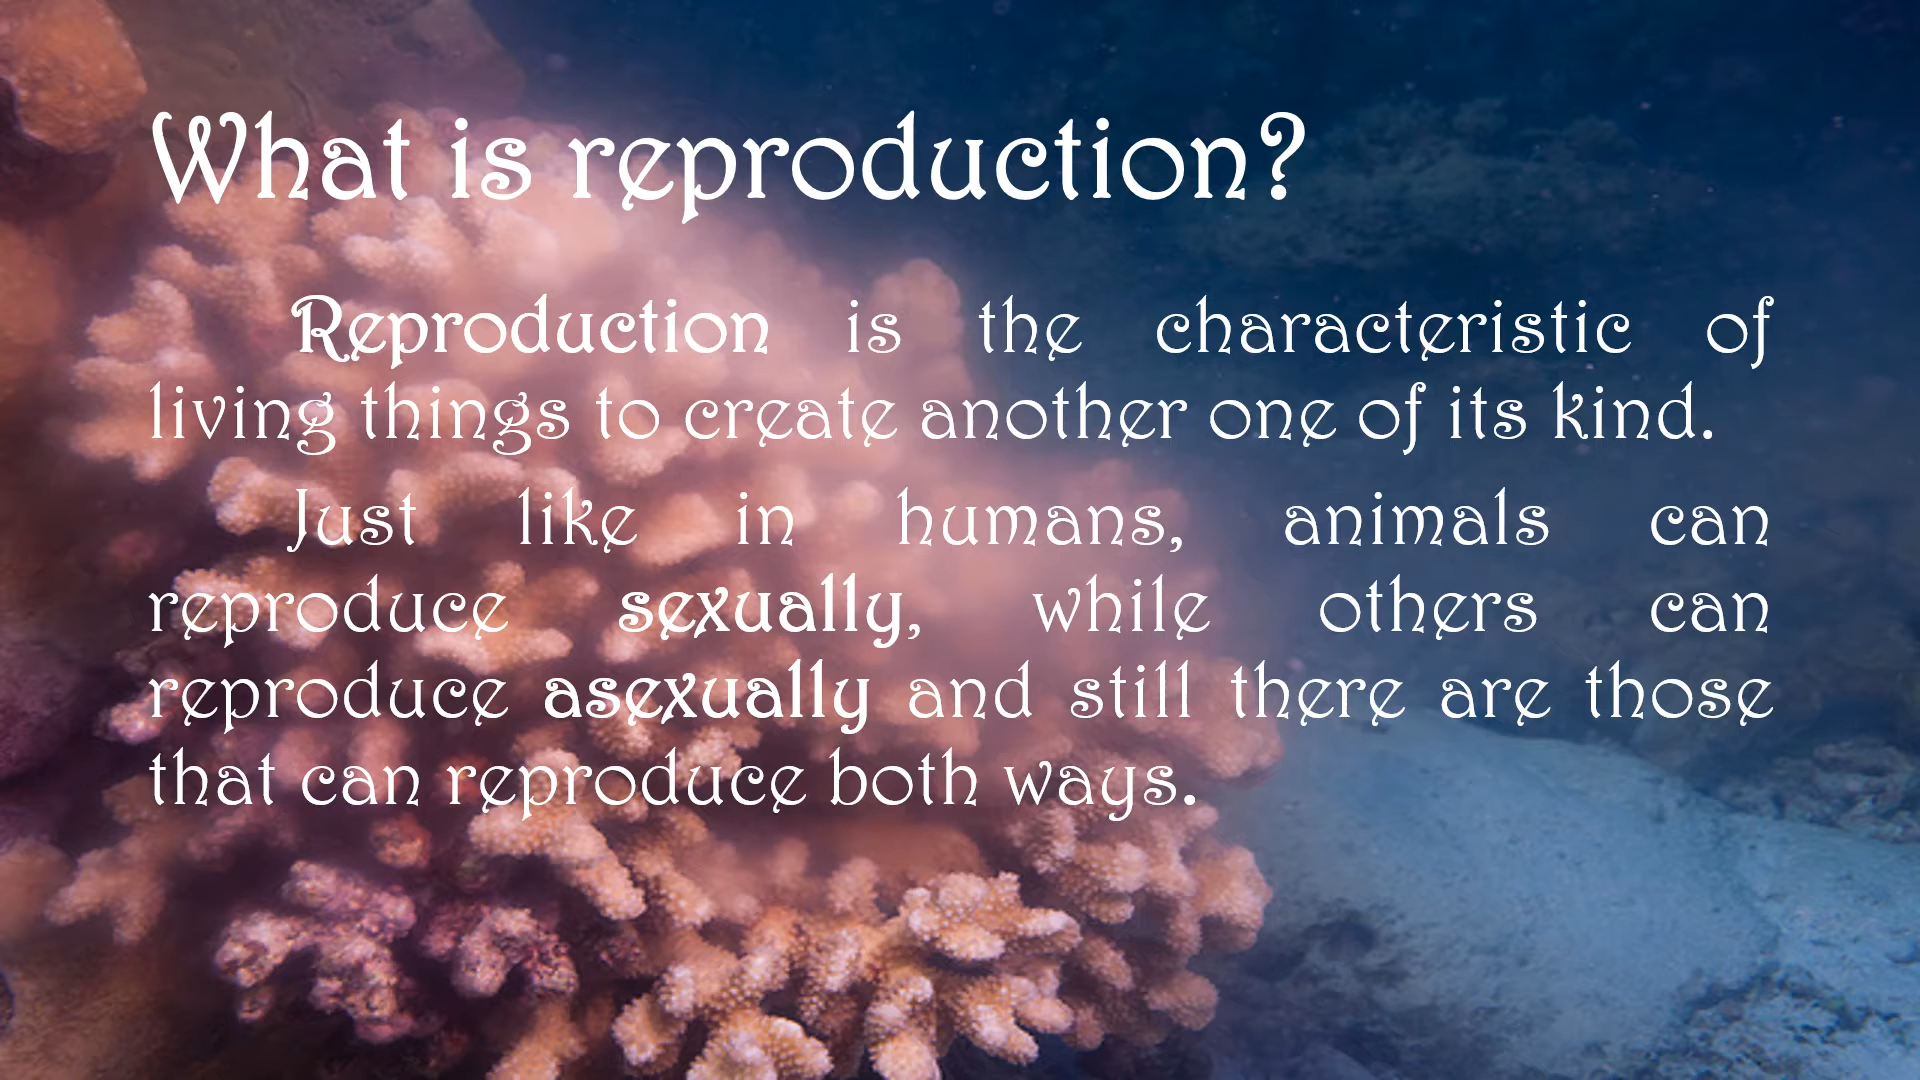 What is reproduction?
Reproduction is the characteristic of
living things to create another one of its kind.
Just like in humans, animals can
reproduce sexually, while others can
reproduce asexually and still there are those
that can reproduce both ways.